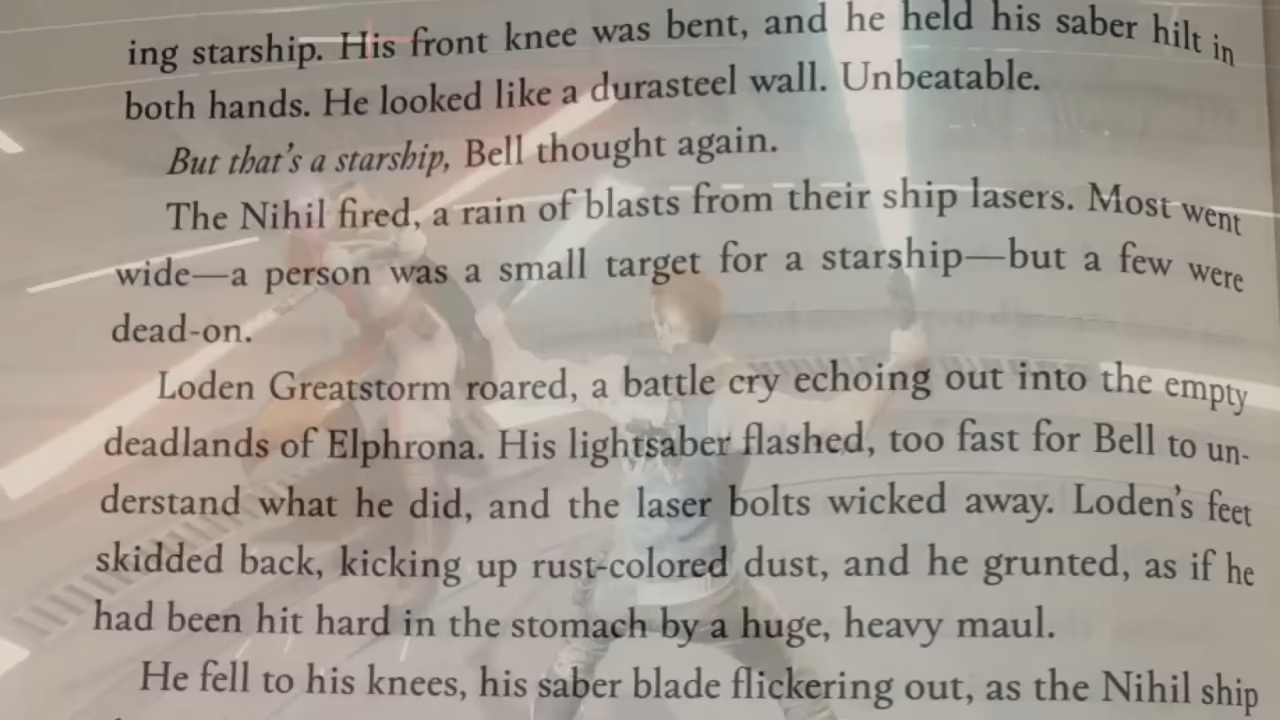 ing starship. His front knee was bent, and he held his saber hilt in
both hands. He looked like a durasteel wall. Unbeatable.
But that's a starship, Bell thought again.
The Nihil fired, a rain of blasts from their ship lasers. Most went
wide—a person was a small target for a starship—but a few were
dead-on.
Loden Greatstorm roared, a battle cry echoing out into the empty
deadlands of Elphrona. His lightsaber flashed, too fast for Bell to un-
derstand what he did, and the laser bolts wicked away. Loden's feet
skidded back, kicking up rust-colored dust, and he grunted, as if he
had been hit hard in the stomach by a huge, heavy maul.
He fell to his knees, his saber blade flickering out, as the Nihil ship